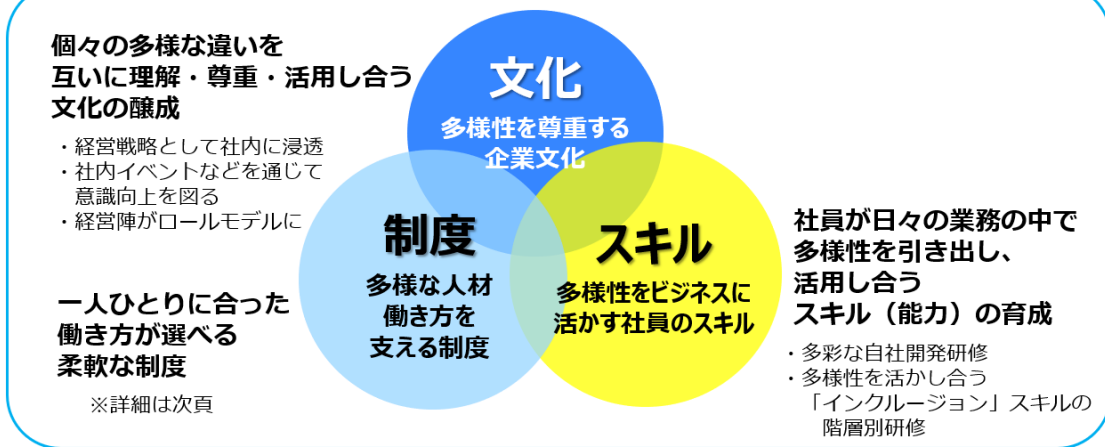 個々の多様な違いを
互いに理解・尊重・活用し合う
文化の醸成
・経営戦略として社内に浸透
・社内イベントなどを通じて
意識向上を図る
・経営陣がロールモデルに
文化
多様性を尊重する
企業文化
制度
多様な人材
働き方を
支える制度
スキル
多様性をビジネスに
活かす社員のスキル
一人ひとりに合った
働き方が選べる
柔軟な制度
※詳細は次頁
社員が日々の業務の中で
多様性を引き出し、
活用し合う
スキル（能力）の育成
・多彩な自社開発研修
・多様性を活かし合う
「インクルージョン」スキルの
階層別研修